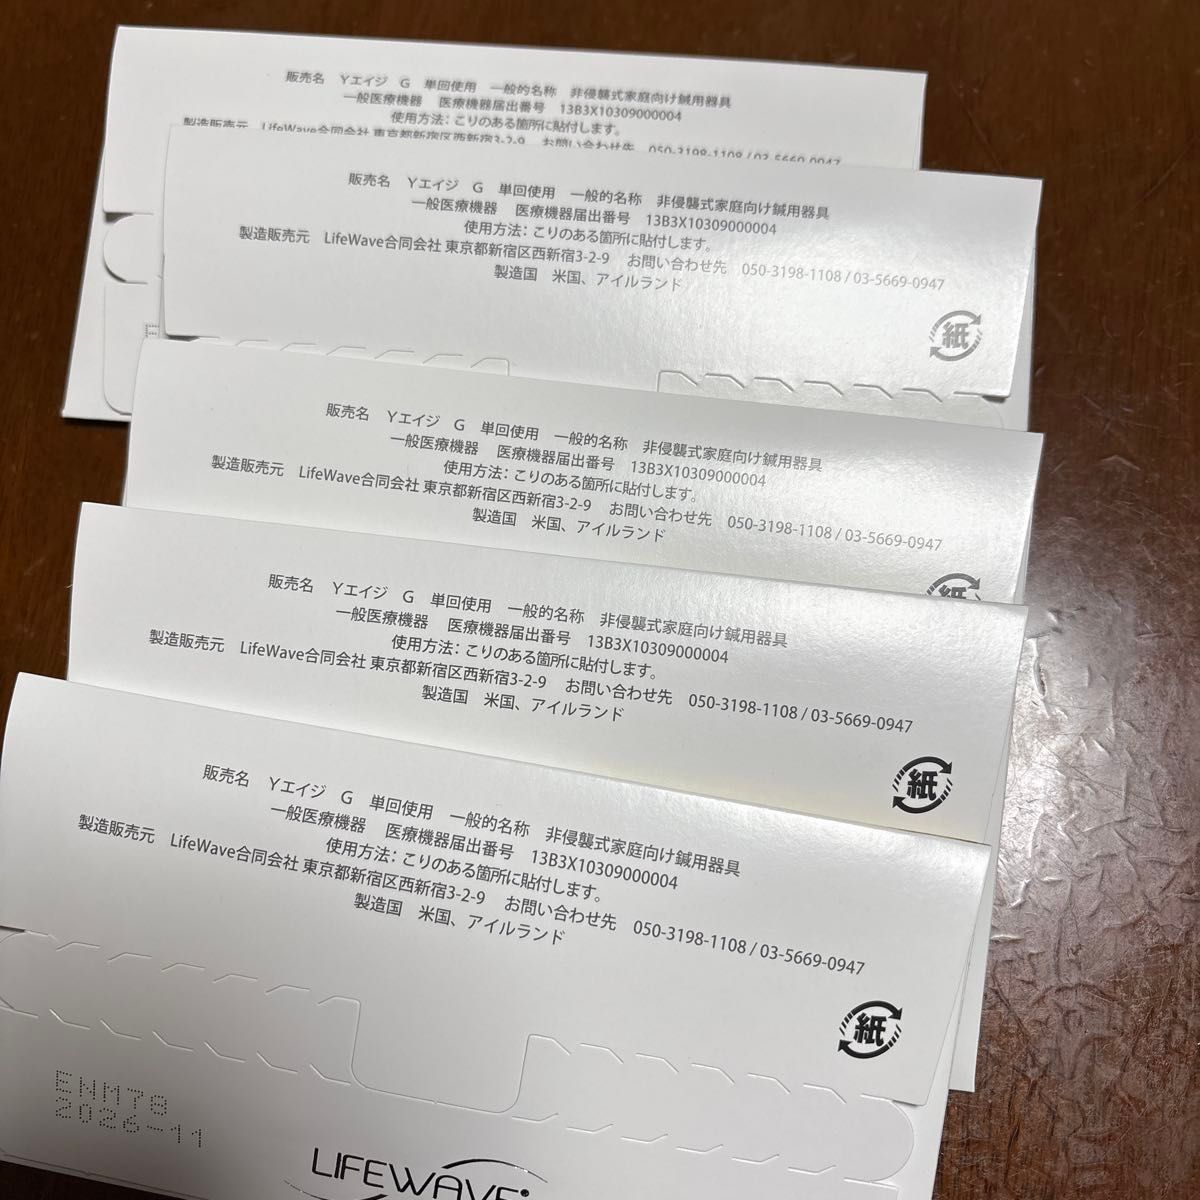 販売名　Ｙエイジ　G　単回使用　一般的名称　非侵襲式家庭向け鍼用器具
一般医療機器　医療機器届出番号　13B3X10309000004
使用方法：こりのある箇所に貼付します。
製造販売元　LifeWave合同会社 東京都新宿区西新宿3-2-9　お問い合わせ先　050-3198-1108 / 03-5669-0947
販売名　Ｙエイジ　G　単回使用　一般的名称　非侵襲式家庭向け鍼用器具
一般医療機器　医療機器届出番号　13B3X10309000004
使用方法：こりのある箇所に貼付します。
製造販売元　LifeWave合同会社 東京都新宿区西新宿3-2-9　お問い合わせ先　050-3198-1108 / 03-5669-0947
製造国　米国、アイルランド
紙
販売名　Ｙエイジ　G　単回使用　一般的名称　非侵襲式家庭向け鍼用器具
一般医療機器　医療機器届出番号　13B3X10309000004
使用方法：こりのある箇所に貼付します。
製造販売元　LifeWave合同会社 東京都新宿区西新宿3-2-9　お問い合わせ先　050-3198-1108 / 03-5669-0947
製造国　米国、アイルランド
紙
販売名　Ｙエイジ　G　単回使用　一般的名称　非侵襲式家庭向け鍼用器具
一般医療機器　医療機器届出番号　13B3X10309000004
使用方法：こりのある箇所に貼付します。
製造販売元　LifeWave合同会社 東京都新宿区西新宿3-2-9　お問い合わせ先　050-3198-1108 / 03-5669-0947
製造国　米国、アイルランド
紙
販売名　Ｙエイジ　G　単回使用　一般的名称　非侵襲式家庭向け鍼用器具
一般医療機器　医療機器届出番号　13B3X10309000004
使用方法：こりのある箇所に貼付します。
製造販売元　LifeWave合同会社 東京都新宿区西新宿3-2-9　お問い合わせ先　050-3198-1108 / 03-5669-0947
製造国　米国、アイルランド
紙
ENM78
2026-11
LIFEWAVE®